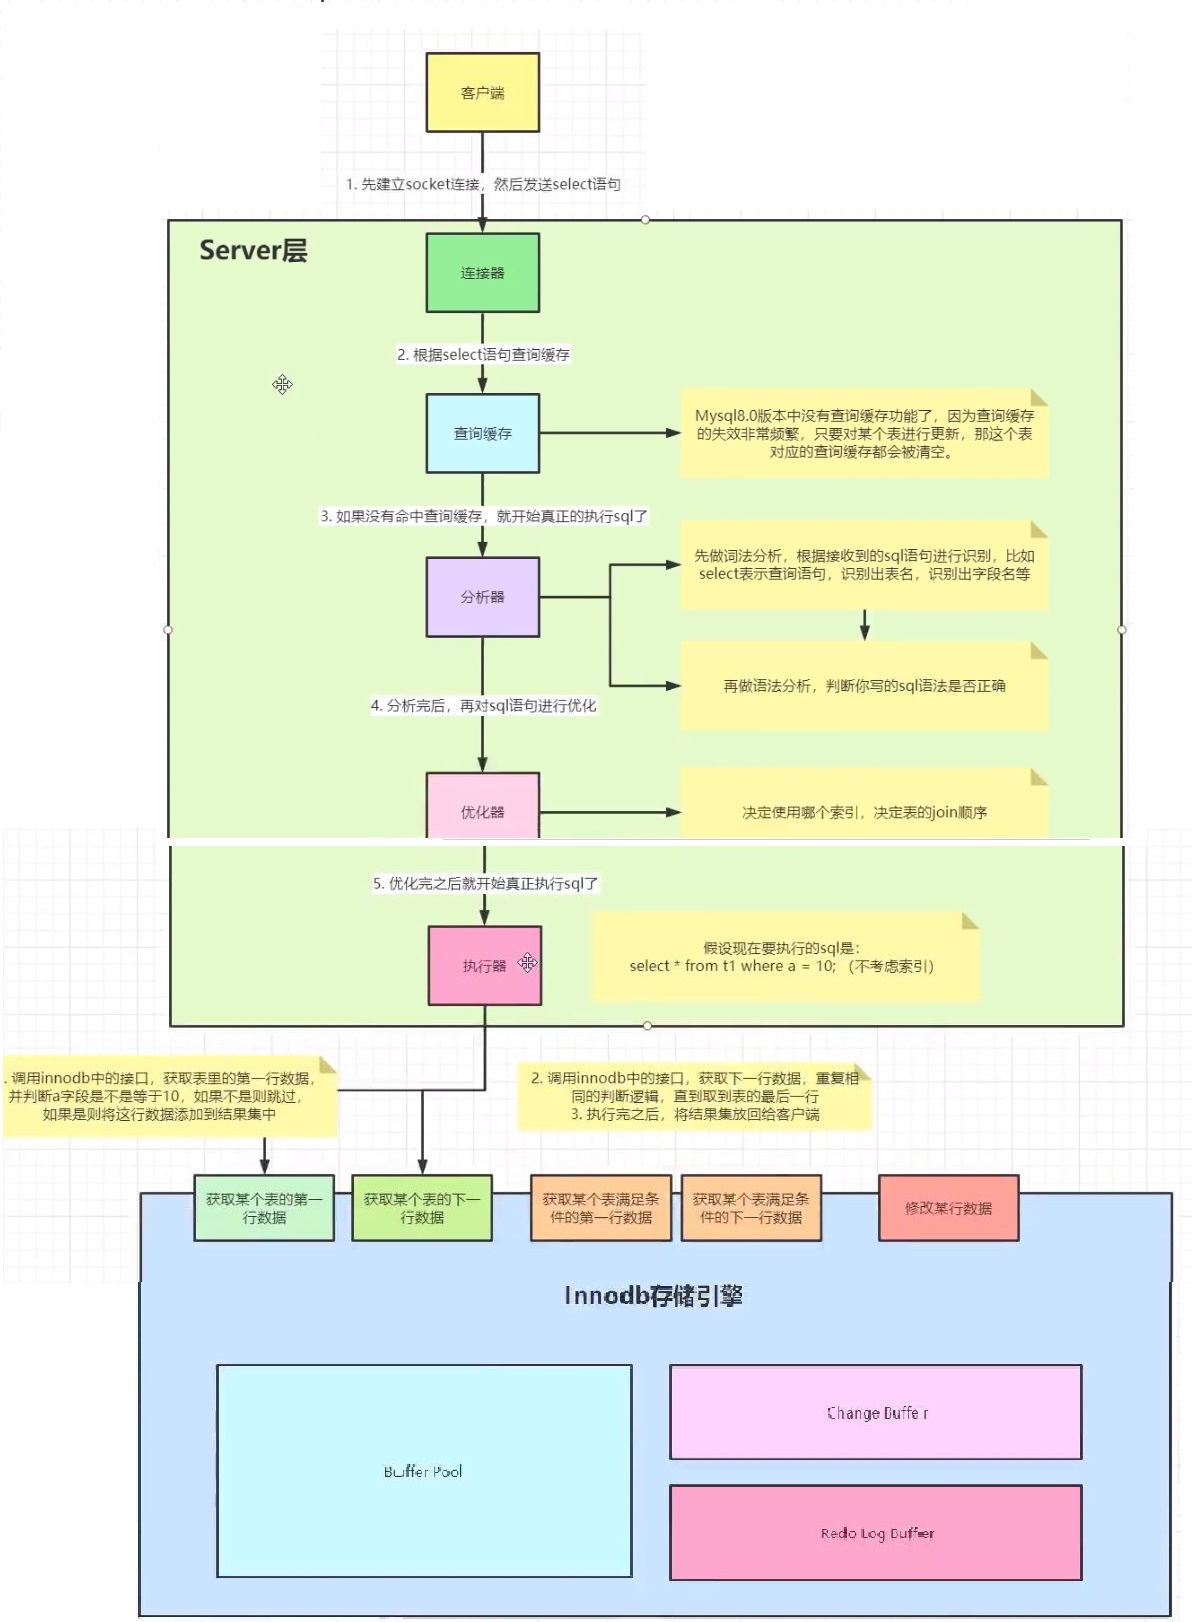 客户端
1. 先建立socket连接，然后发送select语句
Server层
连接器
2. 根据select语句查询缓存
查询缓存
Mysql8.0版本中没有查询缓存功能了，因为查询缓存
的失效非常频繁，只要对某个表进行更新，那这个表
对应的查询缓存都会被清空。
3. 如果没有命中查询缓存，就开始真正的执行sql了
分析器
先做词法分析，根据接收到的sql语句进行识别，比如
select表示查询语句，识别出表名，识别出字段名等
再做语法分析，判断你写的sql语法是否正确
4. 分析完后，再对sql语句进行优化
优化器
决定使用哪个索引，决定表的join顺序
5. 优化完之后就开始真正执行sql了
执行器
假设现在要执行的sql是：
select * from t1 where a = 10; （不考虑索引）
. 调用innodb中的接口，获取表里的第一行数据，
并判断a字段是不是等于10，如果不是则跳过，
如果是则将这行数据添加到结果集中
2. 调用innodb中的接口，获取下一行数据，重复相
同的判断逻辑，直到取到表的最后一行
3. 执行完之后，将结果集放回给客户端
获取某个表的第一
行数据
获取某个表的下一
行数据
获取某个表满足条
件的第一行数据
获取某个表满足条
件的下一行数据
修改某行数据
Innodb存储引擎
Buffer Pool
Change Buffer
Redo Log Buffer